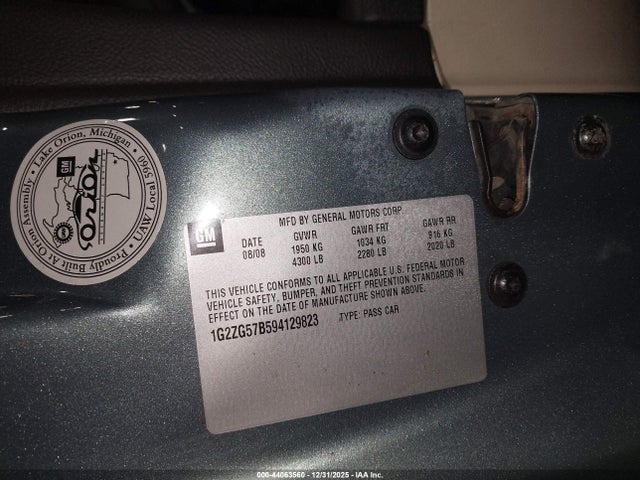 Proudly Built At Orion Assembly • Lake Orion, Michigan • UAW Local 5960
GM
orion
GM
MFD BY GENERAL MOTORS CORP
DATE GVWR GAWR FRT GAWR RR
08/08 1950 KG 1034 KG 916 KG
4300 LB 2280 LB 2020 LB
THIS VEHICLE CONFORMS TO ALL APPLICABLE U.S. FEDERAL MOTOR
VEHICLE SAFETY, BUMPER, AND THEFT PREVENTION STANDARDS IN
EFFECT ON THE DATE OF MANUFACTURE SHOWN ABOVE.
1G2ZG57B594129823 TYPE: PASS CAR
000-44063560 - 12/31/2025 - IAA Inc.